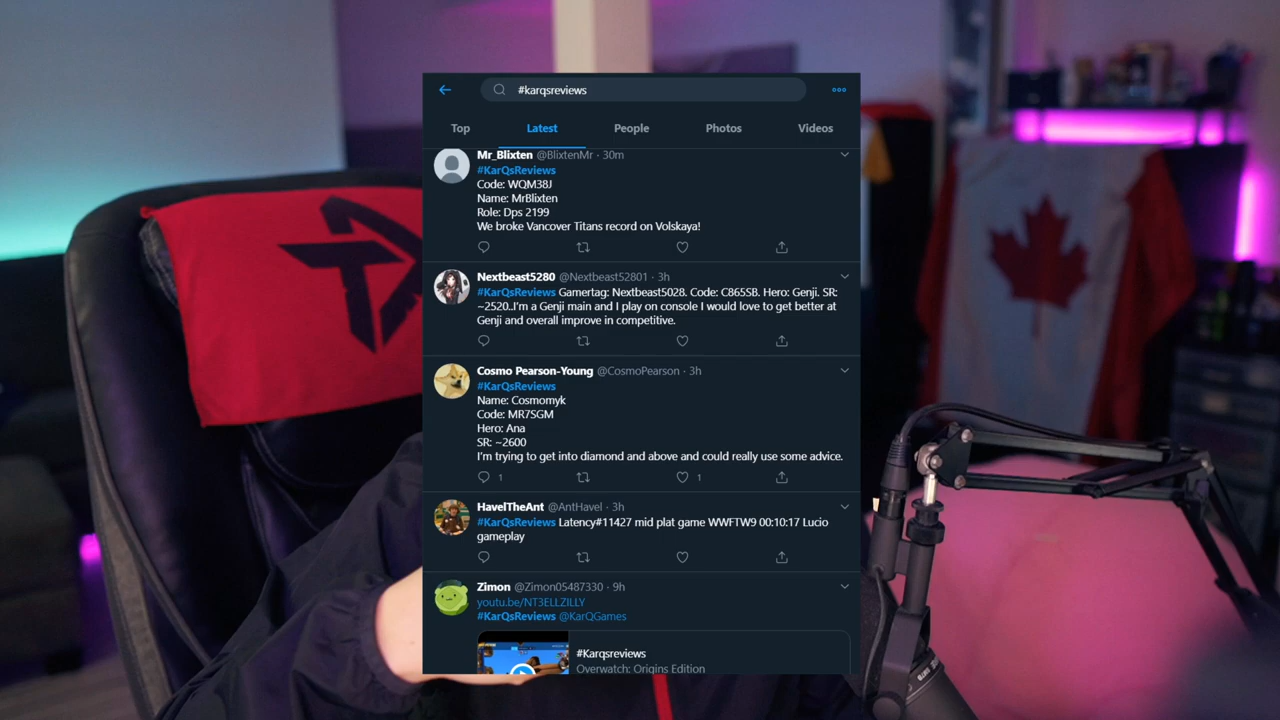 #karqsreviews
Top Latest People Photos Videos
Mr_Blixten @BlixtenMr · 30m
#KarQsReviews
Code: WQM38J
Name: MrBlixten
Role: Dps 2199
We broke Vancover Titans record on Volskaya!
Nextbeast5280 @Nextbeast52801 · 3h
#KarQsReviews Gamertag: Nextbeast5028. Code: C865SB. Hero: Genji. SR:
~2520..I'm a Genji main and I play on console I would love to get better at
Genji and overall improve in competitive.
Cosmo Pearson-Young @CosmoPearson · 3h
#KarQsReviews
Name: Cosmomyk
Code: MR7SGM
Hero: Ana
SR: ~2600
I'm trying to get into diamond and above and could really use some advice.
1 1
HavelTheAnt @AntHavel · 3h
#KarQsReviews Latency#11427 mid plat game WWFTW9 00:10:17 Lucio
gameplay
Zimon @Zimon05487330 · 9h
youtu.be/NT3ELLZILLY
#KarQsReviews @KarQGames
#Karqsreviews
Overwatch: Origins Edition